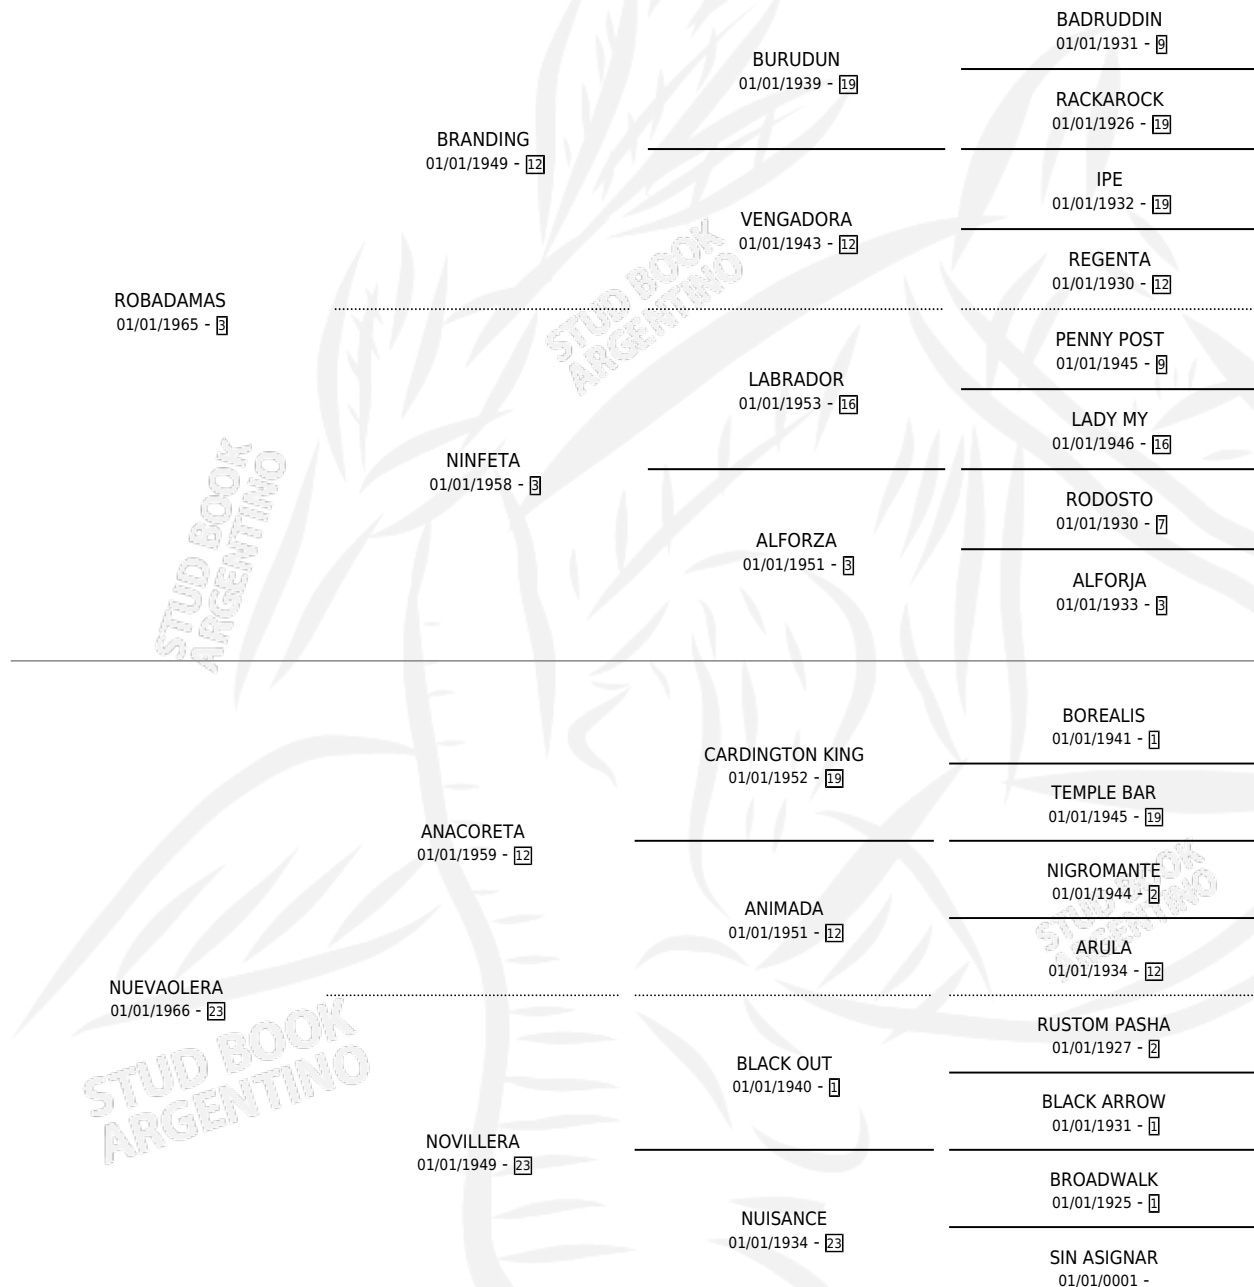 BADRUDDIN
01/01/1931 - 9
BURUDUN
01/01/1939 - 19
RACKAROCK
01/01/1926 - 19
BRANDING
01/01/1949 - 12
IPE
01/01/1932 - 19
VENGADORA
01/01/1943 - 12
REGENTA
01/01/1930 - 12
ROBADAMAS
01/01/1965 - 3
PENNY POST
01/01/1945 - 9
LABRADOR
01/01/1953 - 16
LADY MY
01/01/1946 - 16
NINFETA
01/01/1958 - 3
RODOSTO
01/01/1930 - 7
ALFORZA
01/01/1951 - 3
ALFORJA
01/01/1933 - 3
BOREALIS
01/01/1941 - 1
CARDINGTON KING
01/01/1952 - 19
TEMPLE BAR
01/01/1945 - 19
ANACORETA
01/01/1959 - 12
NIGROMANTE
01/01/1944 - 2
ANIMADA
01/01/1951 - 12
ARULA
01/01/1934 - 12
NUEVAOLERA
01/01/1966 - 23
RUSTOM PASHA
01/01/1927 - 2
BLACK OUT
01/01/1940 - 1
BLACK ARROW
01/01/1931 - 1
NOVILLERA
01/01/1949 - 23
BROADWALK
01/01/1925 - 1
NUISANCE
01/01/1934 - 23
SIN ASIGNAR
01/01/0001 -
STUD BOOK
ARGENTINO
STUD BOOK
ARGENTINO
STUD BOOK
ARGENTINO
STUD BOOK
ARGENTINO